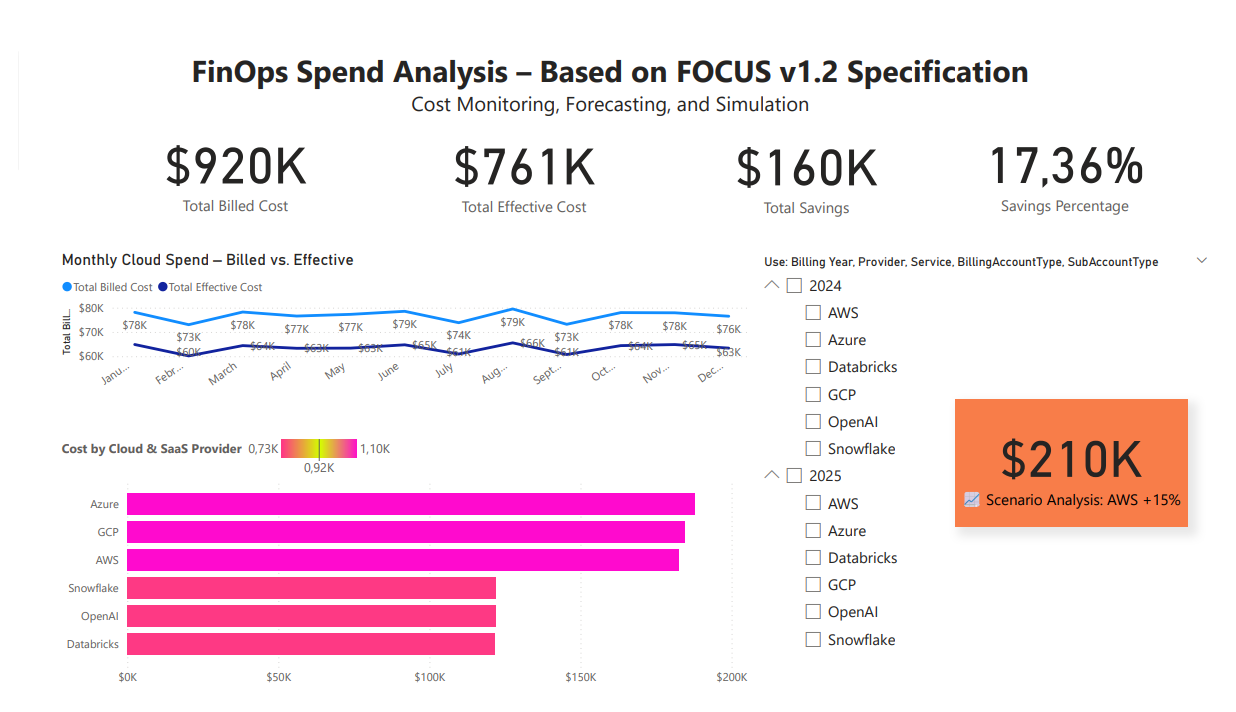 FinOps Spend Analysis – Based on FOCUS v1.2 Specification
Cost Monitoring, Forecasting, and Simulation
$920K
Total Billed Cost
$761K
Total Effective Cost
$160K
Total Savings
17,36%
Savings Percentage
Monthly Cloud Spend – Billed vs. Effective
Total Billed Cost Total Effective Cost
Total Bill...
$80K
$70K
$60K
$78K $73K $78K $77K $77K $79K $74K $79K $73K $78K $78K $76K
$60K $64K $63K $63K $65K $61K $66K $61K $64K $65K $63K
Janu... Febr... March April May June July Aug... Sept... Oct... Nov... Dec...
Cost by Cloud & SaaS Provider 0,73K 1,10K
0,92K
Azure
GCP
AWS
Snowflake
OpenAI
Databricks
$0K $50K $100K $150K $200K
Use: Billing Year, Provider, Service, BillingAccountType, SubAccountType
2024
AWS
Azure
Databricks
GCP
OpenAI
Snowflake
2025
AWS
Azure
Databricks
GCP
OpenAI
Snowflake
$210K
Scenario Analysis: AWS +15%